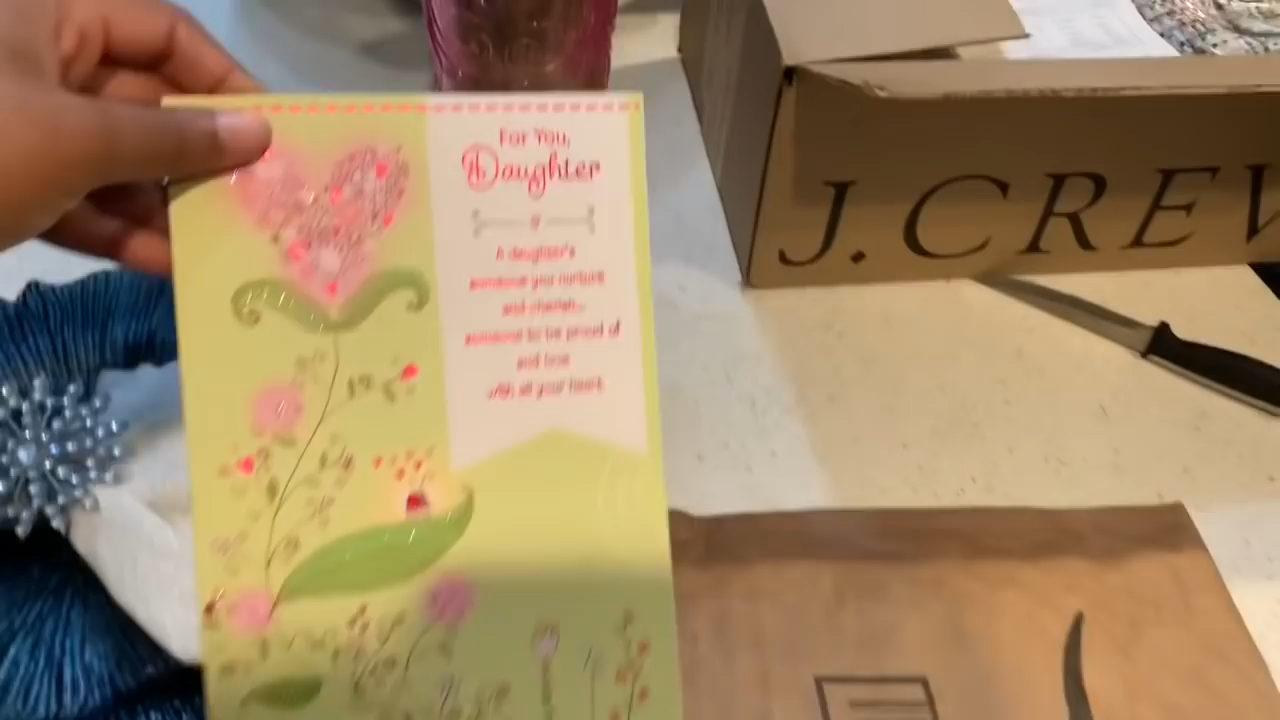 For You,
Daughter
A daughter's
someone you nurture
and cherish...
someone to be proud of
and love
with all your heart.
J.CREW